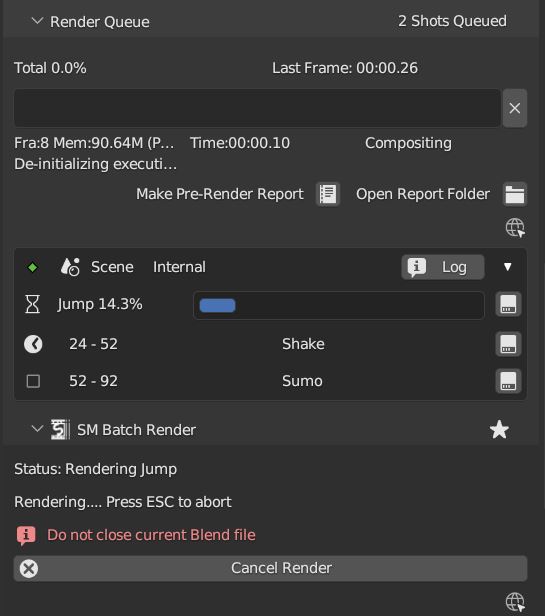 Render Queue 2 Shots Queued
Total 0.0% Last Frame: 00:00.26
Fra:8 Mem:90.64M (P... Time:00:00.10 Compositing
De-initializing executi...
Make Pre-Render Report Open Report Folder
Scene Internal Log
Jump 14.3%
24 - 52 Shake
52 - 92 Sumo
SM Batch Render
Status: Rendering Jump
Rendering.... Press ESC to abort
Do not close current Blend file
Cancel Render